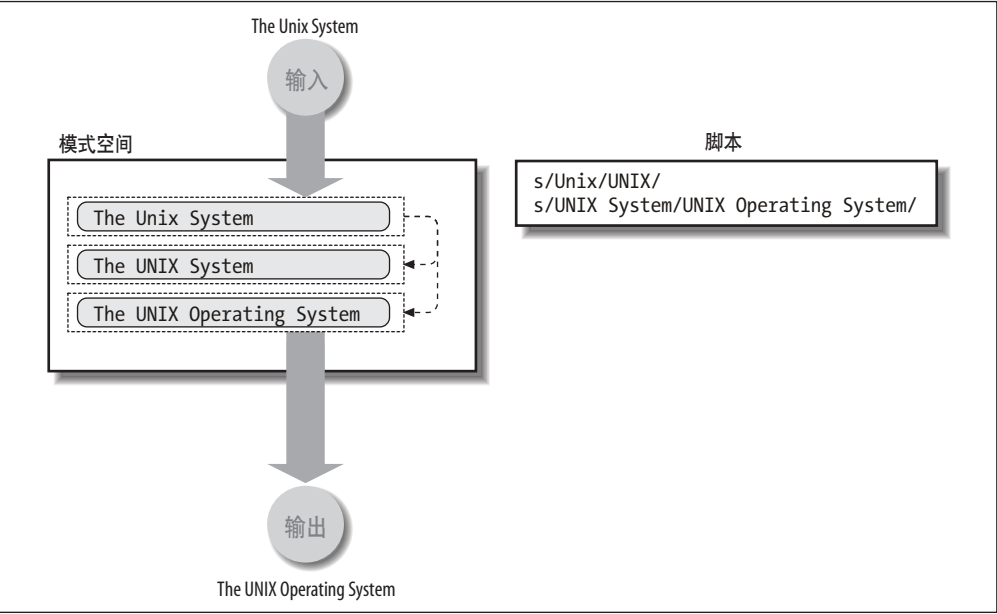 The Unix System
输入
模式空间
The Unix System
The UNIX System
The UNIX Operating System
脚本
s/Unix/UNIX/
s/UNIX System/UNIX Operating System/
输出
The UNIX Operating System